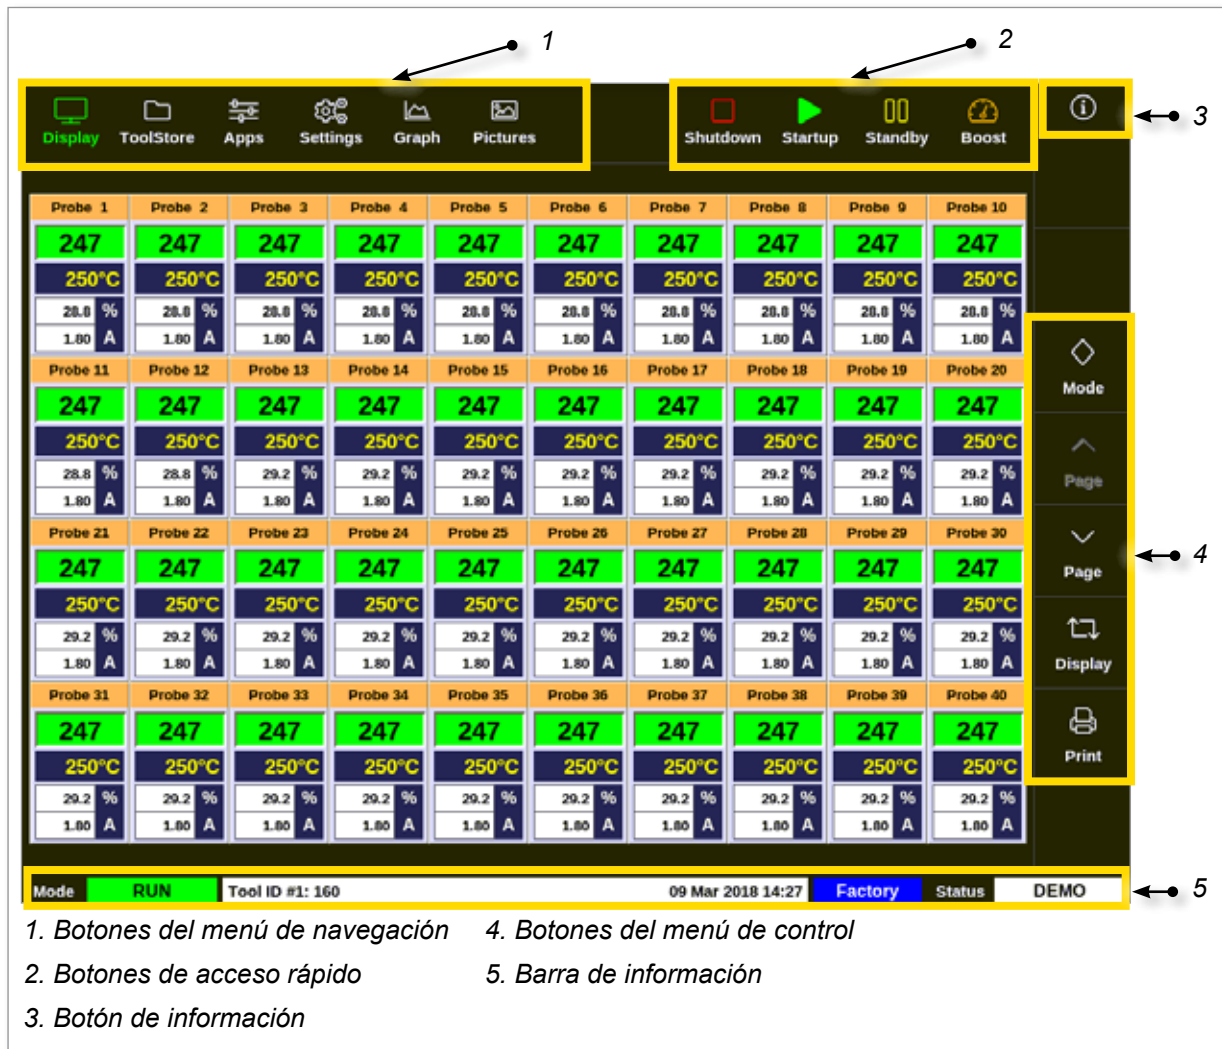 1
2
3
Display ToolStore Apps Settings Graph Pictures
Shutdown Startup Standby Boost
Probe 1 Probe 2 Probe 3 Probe 4 Probe 5 Probe 6 Probe 7 Probe 8 Probe 9 Probe 10
247 247 247 247 247 247 247 247 247 247
250°C 250°C 250°C 250°C 250°C 250°C 250°C 250°C 250°C 250°C
28.8 % 28.8 % 28.8 % 28.8 % 28.8 % 28.8 % 28.8 % 28.8 % 28.8 % 28.8 %
1.80 A 1.80 A 1.80 A 1.80 A 1.80 A 1.80 A 1.80 A 1.80 A 1.80 A 1.80 A
Probe 11 Probe 12 Probe 13 Probe 14 Probe 15 Probe 16 Probe 17 Probe 18 Probe 19 Probe 20
247 247 247 247 247 247 247 247 247 247
250°C 250°C 250°C 250°C 250°C 250°C 250°C 250°C 250°C 250°C
28.8 % 28.8 % 29.2 % 29.2 % 29.2 % 29.2 % 29.2 % 29.2 % 29.2 % 29.2 %
1.80 A 1.80 A 1.80 A 1.80 A 1.80 A 1.80 A 1.80 A 1.80 A 1.80 A 1.80 A
Probe 21 Probe 22 Probe 23 Probe 24 Probe 25 Probe 26 Probe 27 Probe 28 Probe 29 Probe 30
247 247 247 247 247 247 247 247 247 247
250°C 250°C 250°C 250°C 250°C 250°C 250°C 250°C 250°C 250°C
29.2 % 29.2 % 29.2 % 29.2 % 29.2 % 29.2 % 29.2 % 29.2 % 29.2 % 29.2 %
1.80 A 1.80 A 1.80 A 1.80 A 1.80 A 1.80 A 1.80 A 1.80 A 1.80 A 1.80 A
Probe 31 Probe 32 Probe 33 Probe 34 Probe 35 Probe 36 Probe 37 Probe 38 Probe 39 Probe 40
247 247 247 247 247 247 247 247 247 247
250°C 250°C 250°C 250°C 250°C 250°C 250°C 250°C 250°C 250°C
29.2 % 29.2 % 29.2 % 29.2 % 29.2 % 29.2 % 29.2 % 29.2 % 29.2 % 29.2 %
1.80 A 1.80 A 1.80 A 1.80 A 1.80 A 1.80 A 1.80 A 1.80 A 1.80 A 1.80 A
Mode
Page
Page
Display
Print
4
Mode RUN Tool ID #1: 160 09 Mar 2018 14:27 Factory Status DEMO
5
1. Botones del menú de navegación
2. Botones de acceso rápido
3. Botón de información
4. Botones del menú de control
5. Barra de información